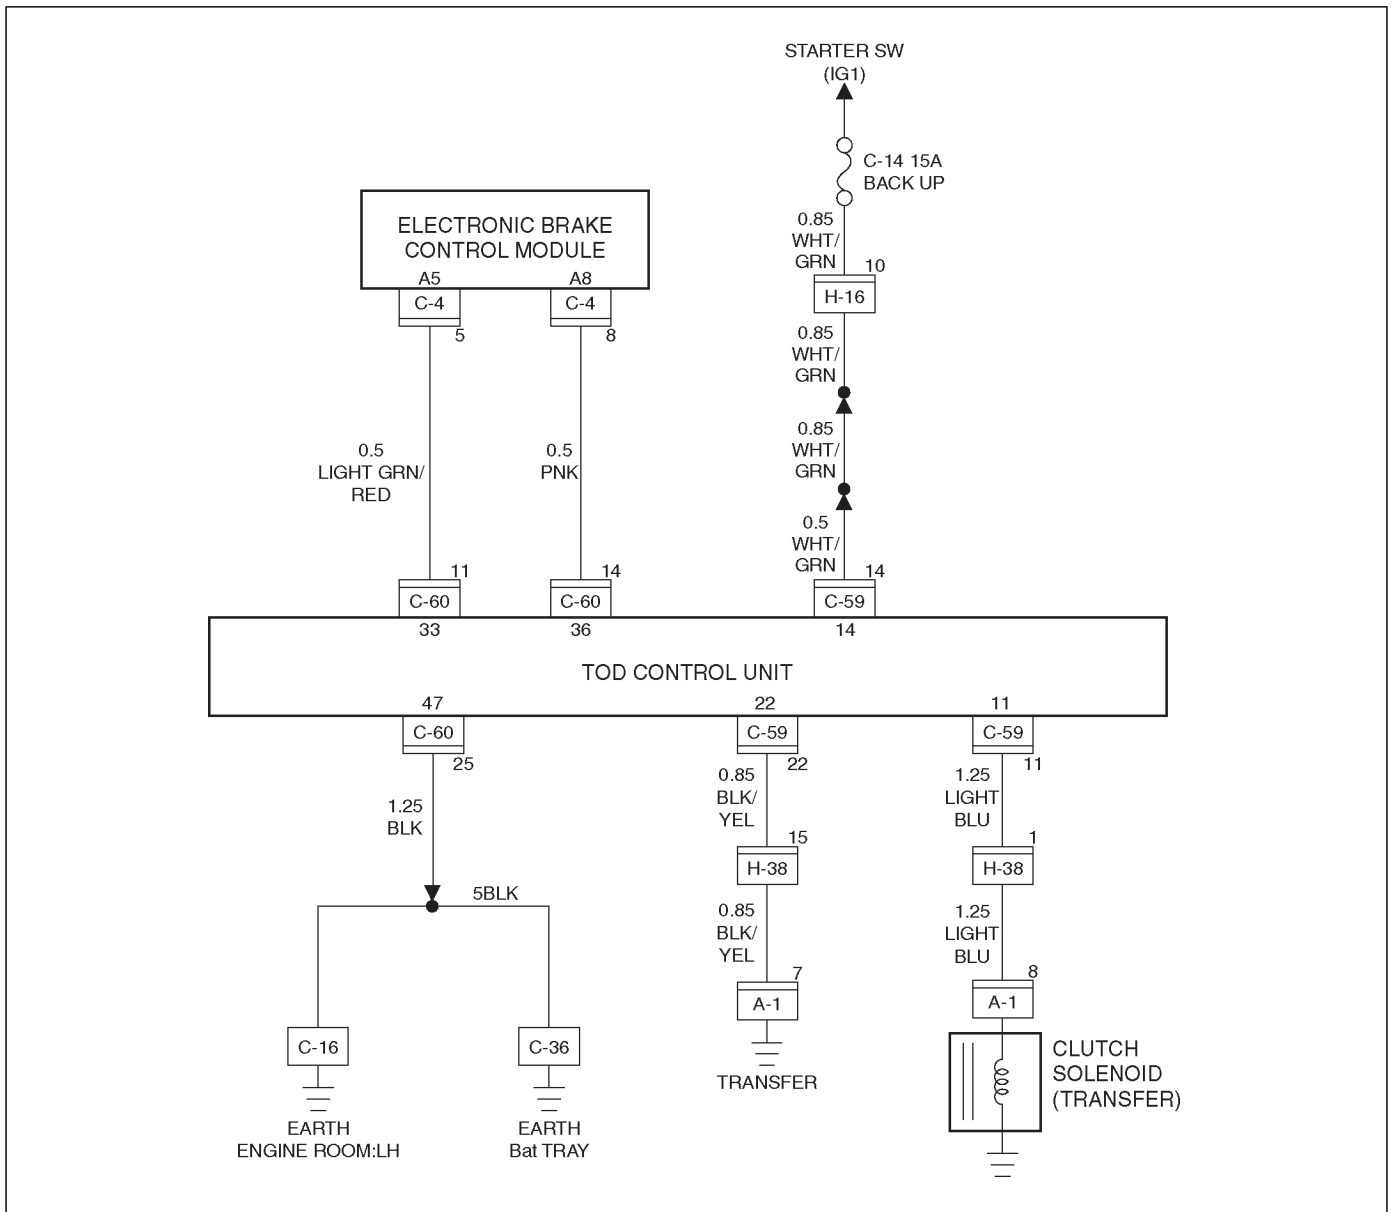 STARTER SW
(IG1)
C-14 15A
BACK UP
0.85
WHT/
GRN
10
H-16
ELECTRONIC BRAKE
CONTROL MODULE
A5
A8
C-4
C-4
5
8
0.85
WHT/
GRN
0.85
WHT/
GRN
0.5
LIGHT GRN/
RED
0.5
PNK
0.5
WHT/
GRN
11
14
14
C-60
C-60
C-59
33
36
14
TOD CONTROL UNIT
47
22
11
C-60
C-59
C-59
25
22
11
1.25
BLK
0.85
BLK/
YEL
1.25
LIGHT
BLU
15
1
H-38
H-38
5BLK
0.85
BLK/
YEL
1.25
LIGHT
BLU
7
8
A-1
A-1
C-16
C-36
TRANSFER
CLUTCH
SOLENOID
(TRANSFER)
EARTH
ENGINE ROOM:LH
EARTH
Bat TRAY